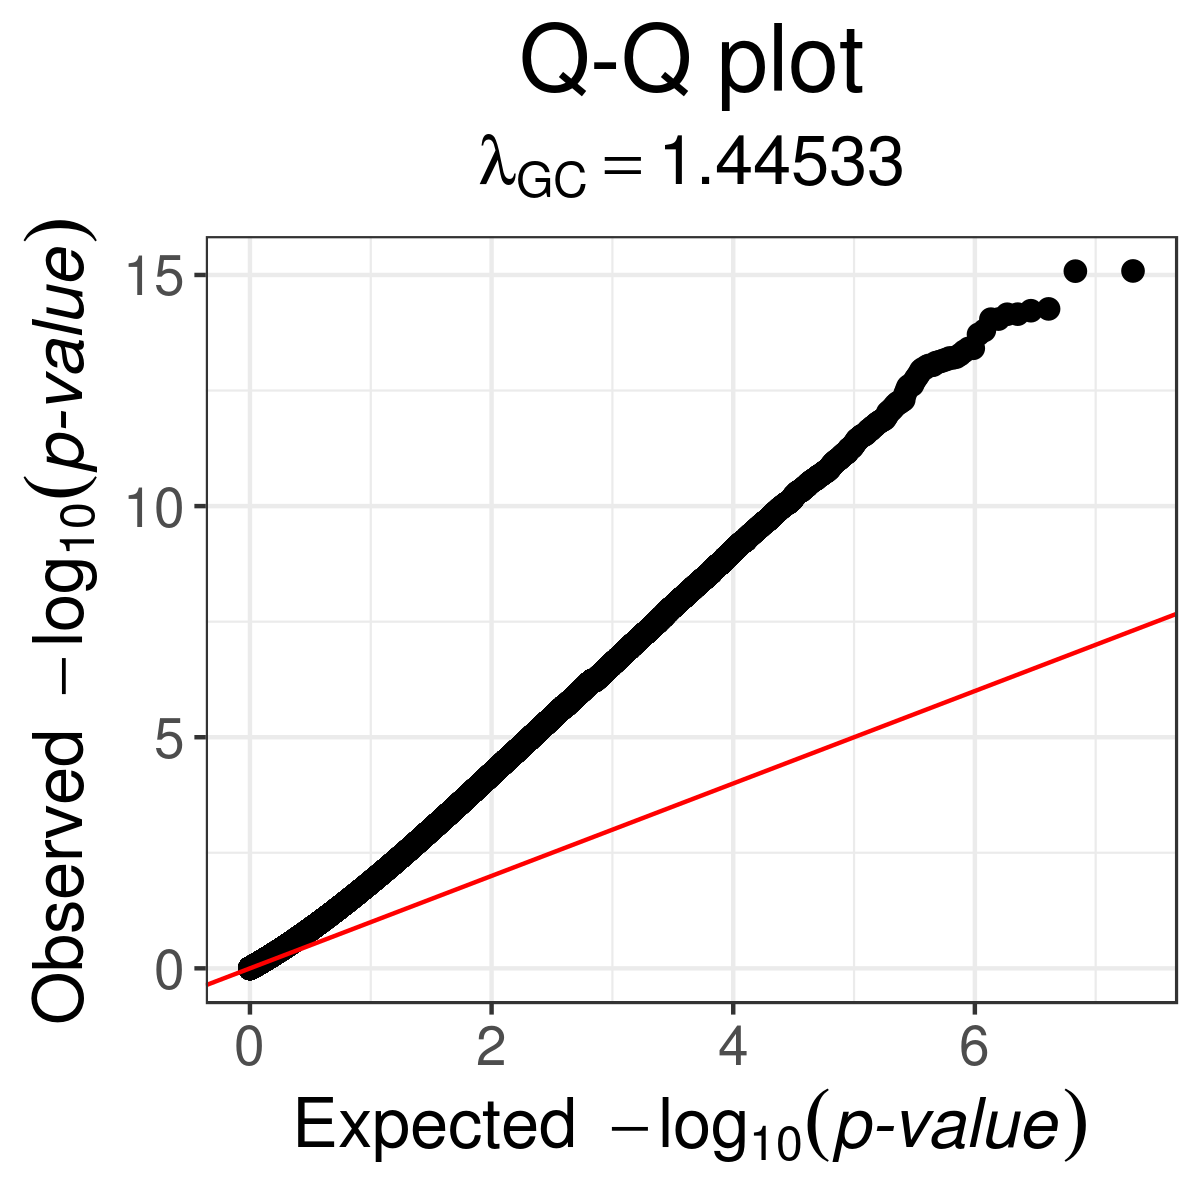 Q-Q plot
λGC = 1.44533
Observed −log10(p-value)
15
10
5
0
0 2 4 6
Expected −log10(p-value)